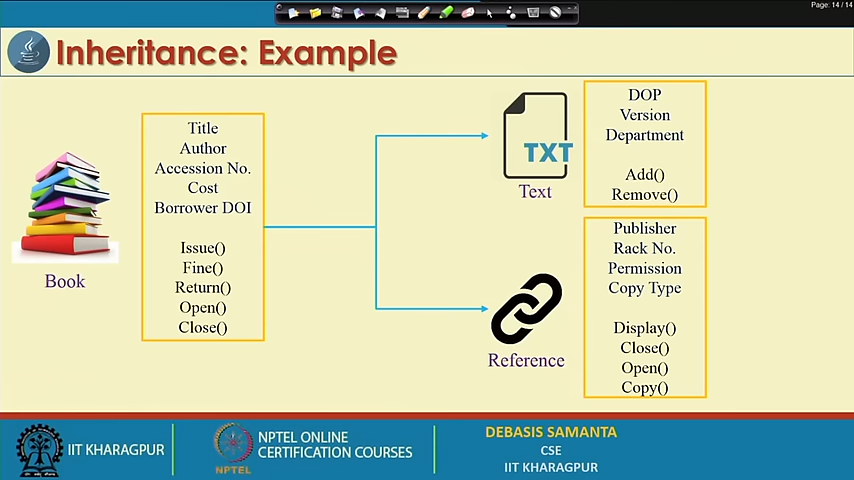 Page: 14 / 14
Inheritance: Example
Title
Author
Accession No.
Cost
Borrower DOI
Issue()
Fine()
Return()
Open()
Close()
Book
TXT
Text
DOP
Version
Department
Add()
Remove()
Reference
Publisher
Rack No.
Permission
Copy Type
Display()
Close()
Open()
Copy()
IIT KHARAGPUR
NPTEL
NPTEL ONLINE
CERTIFICATION COURSES
DEBASIS SAMANTA
CSE
IIT KHARAGPUR